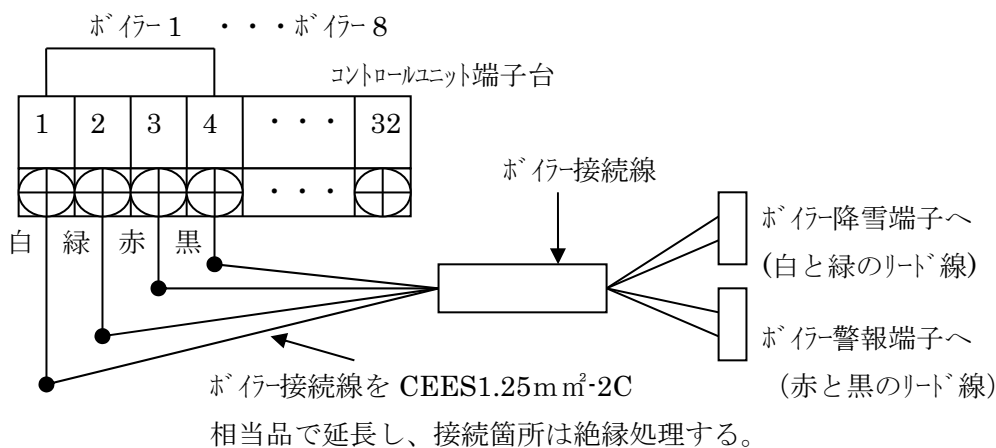 ﾎﾞｲﾗｰ1 ・・・ﾎﾞｲﾗｰ8
ｺﾝﾄﾛｰﾙﾕﾆｯﾄ端子台
1 2 3 4 ・・・ 32
・・・
ﾎﾞｲﾗｰ接続線
白 緑 赤 黒
ﾎﾞｲﾗｰ降雪端子へ
(白と緑のﾘｰﾄﾞ線)
ﾎﾞｲﾗｰ警報端子へ
（赤と黒のﾘｰﾄﾞ線）
ﾎﾞｲﾗｰ接続線を CEES1.25ｍ㎡-2C
相当品で延長し、接続箇所は絶縁処理する。